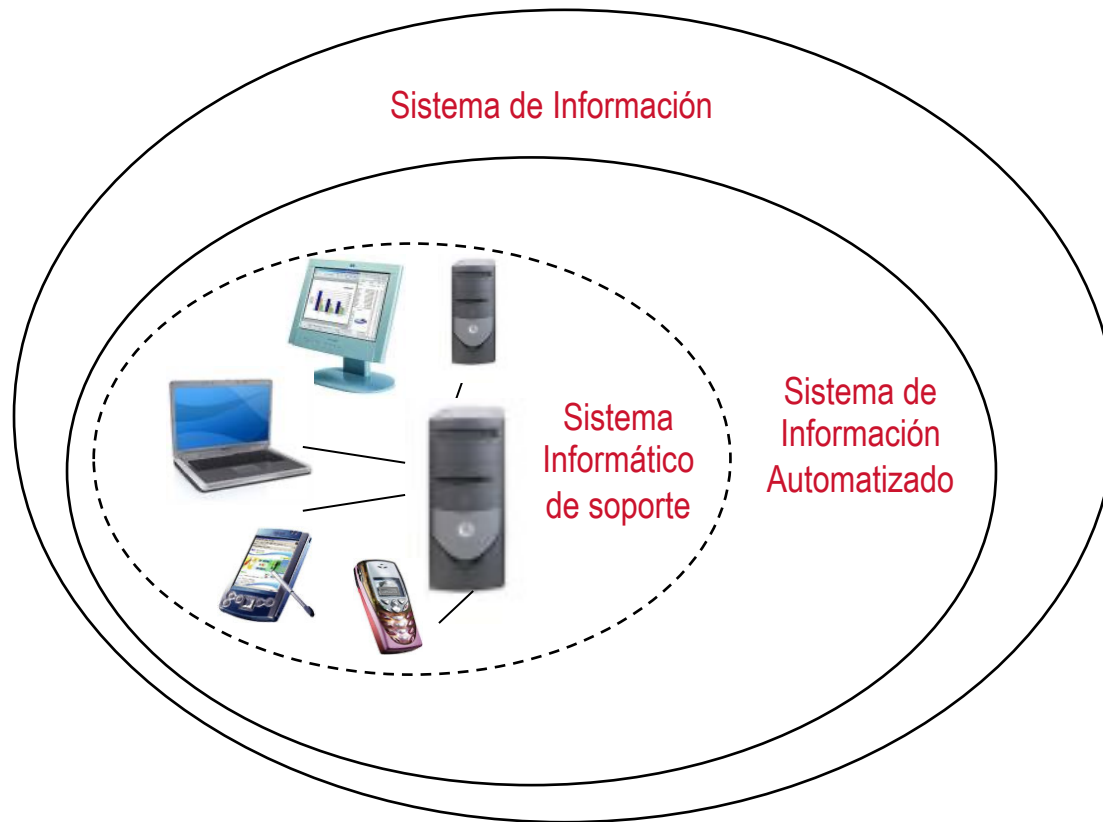 Sistema de Información
Sistema
Informático
de soporte
Sistema de
Información
Automatizado